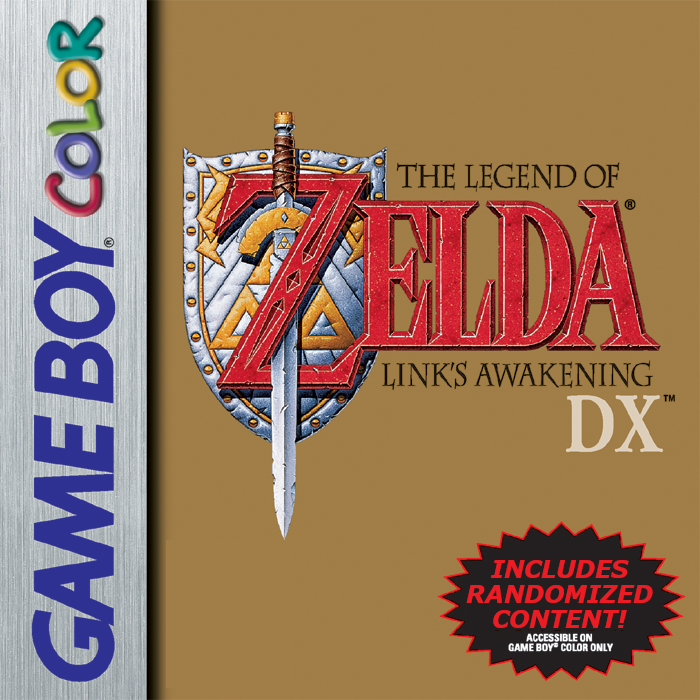 GAME BOY® COLOR
THE LEGEND OF
ZELDA®
LINK'S AWAKENING
DX™
INCLUDES
RANDOMIZED
CONTENT!
ACCESSIBLE ON
GAME BOY® COLOR ONLY